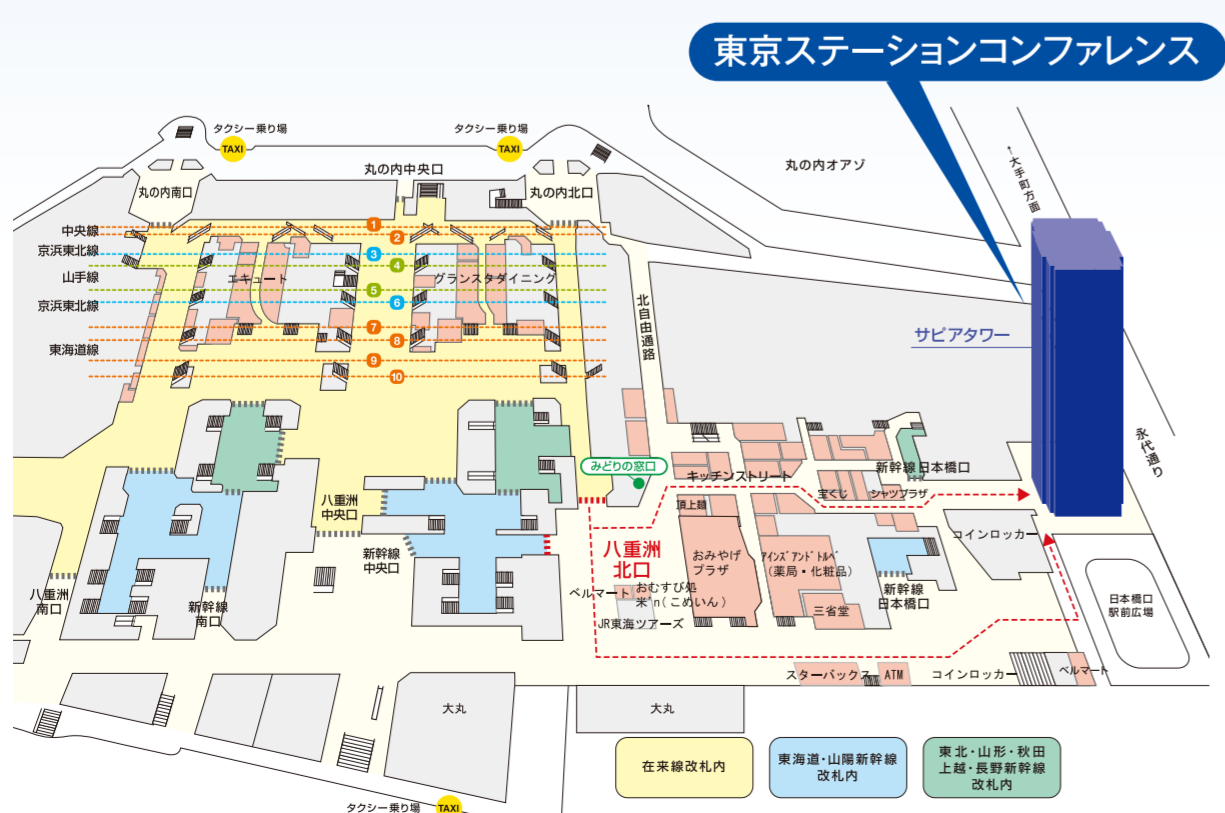 東京ステーションコンファレンス
タクシー乗り場
TAXI
タクシー乗り場
TAXI
丸の内オアゾ
↑大手町方面
丸の内中央口
丸の内南口
丸の内北口
中央線
京浜東北線
山手線
京浜東北線
東海道線
1
2
3
4
5
6
7
8
9
10
エキュート
グランスタダイニング
北自由通路
サピアタワー
永代通り
みどりの窓口
キッチンストリート
新幹線日本橋口
宝くじ
シャツプラザ
頂上麺
八重洲
中央口
新幹線
中央口
八重洲
北口
おみやげ
プラザ
アインズアンドトルペ
(薬局・化粧品)
コインロッカー
八重洲
南口
新幹線
南口
ベルマート
おむすび処
米'n(こめいん)
JR東海ツアーズ
三省堂
新幹線
日本橋口
日本橋口
駅前広場
スターバックス
ATM
コインロッカー
ベルマート
大丸
大丸
在来線改札内
東海道・山陽新幹線
改札内
東北・山形・秋田
上越・長野新幹線
改札内
タクシー乗り場
TAXI